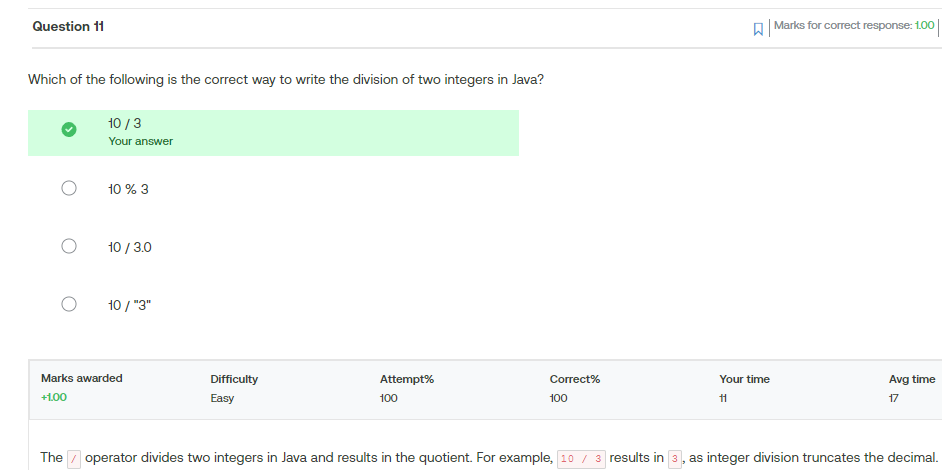 Question 11
Marks for correct response: 1.00
Which of the following is the correct way to write the division of two integers in Java?
10 / 3
Your answer
10 % 3
10 / 3.0
10 / "3"
Marks awarded Difficulty Attempt% Correct% Your time Avg time
+1.00 Easy 100 100 11 17
The / operator divides two integers in Java and results in the quotient. For example, 10 / 3 results in 3, as integer division truncates the decimal.